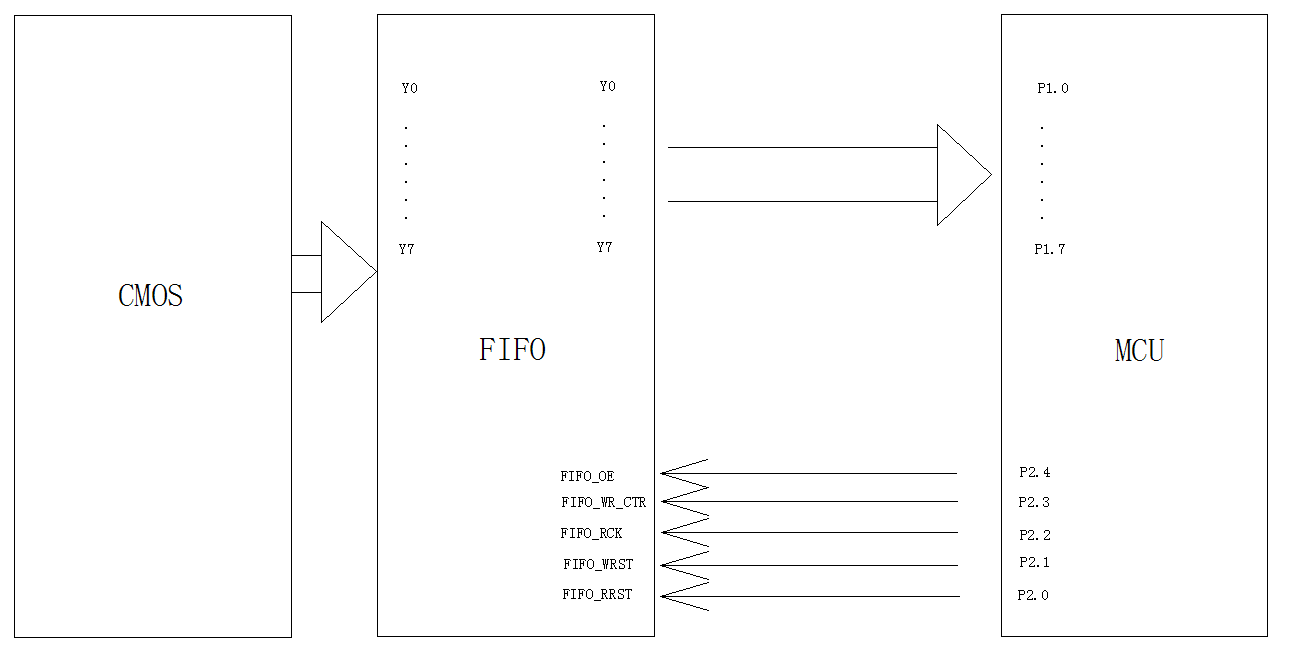 CMOS
Y0
Y7
Y0
Y7
FIFO
FIFO_OE
FIFO_WR_CTR
FIFO_RCK
FIFO_WRST
FIFO_RRST
P1.0
P1.7
MCU
P2.4
P2.3
P2.2
P2.1
P2.0